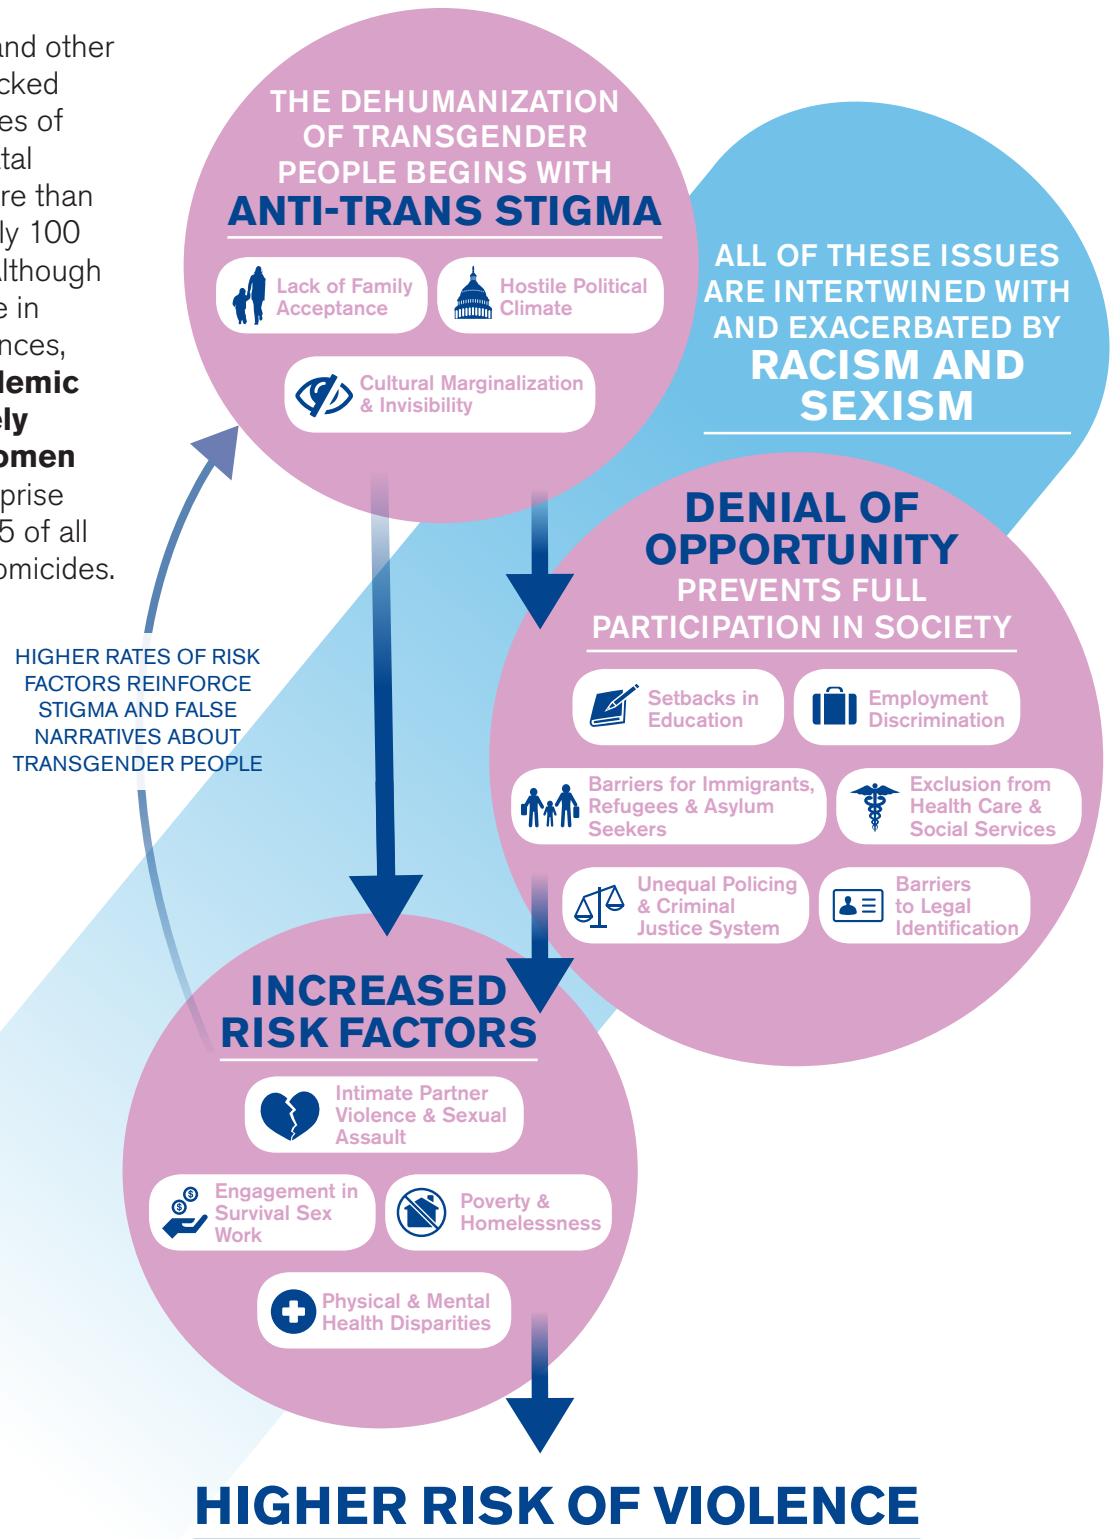 and other
cked
es of
tal
re than
ly 100
lthough
e in
nces,
lemic
ely
omen
prise
5 of all
omicides.
THE DEHUMANIZATION
OF TRANSGENDER
PEOPLE BEGINS WITH
ANTI-TRANS STIGMA
Lack of Family
Acceptance
Hostile Political
Climate
Cultural Marginalization
& Invisibility
ALL OF THESE ISSUES
ARE INTERTWINED WITH
AND EXACERBATED BY
RACISM AND
SEXISM
DENIAL OF
OPPORTUNITY
PREVENTS FULL
PARTICIPATION IN SOCIETY
Setbacks in
Education
Employment
Discrimination
Barriers for Immigrants,
Refugees & Asylum
Seekers
Exclusion from
Health Care &
Social Services
Unequal Policing
& Criminal
Justice System
Barriers
to Legal
Identification
HIGHER RATES OF RISK
FACTORS REINFORCE
STIGMA AND FALSE
NARRATIVES ABOUT
TRANSGENDER PEOPLE
INCREASED
RISK FACTORS
Intimate Partner
Violence & Sexual
Assault
Engagement in
Survival Sex
Work
Poverty &
Homelessness
Physical & Mental
Health Disparities
HIGHER RISK OF VIOLENCE